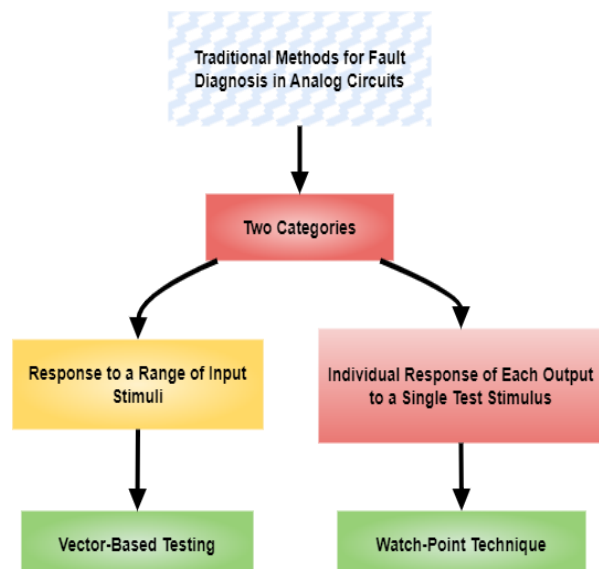 Traditional Methods for Fault
Diagnosis in Analog Circuits
Two Categories
Response to a Range of Input
Stimuli
Individual Response of Each Output
to a Single Test Stimulus
Vector-Based Testing
Watch-Point Technique